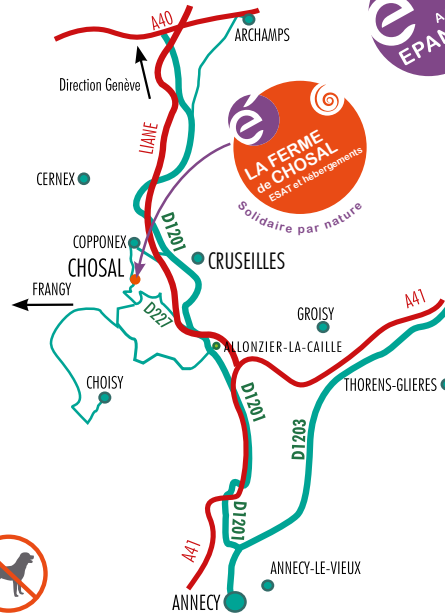 A40
ARCHAMPS
é
A
EPAN
Direction Genève
LIANE
é
LA FERME
de CHOSAL
ESAT et hébergements
Solidaire par nature
CERNEX
D1201
COPPONEX
CHOSAL
CRUSEILLES
FRANGY
D227
GROISY
A41
ALLONZIER-LA-CAILLE
CHOISY
THORENS-GLIERES
D1201
D1203
D1201
A41
ANNECY-LE-VIEUX
ANNECY